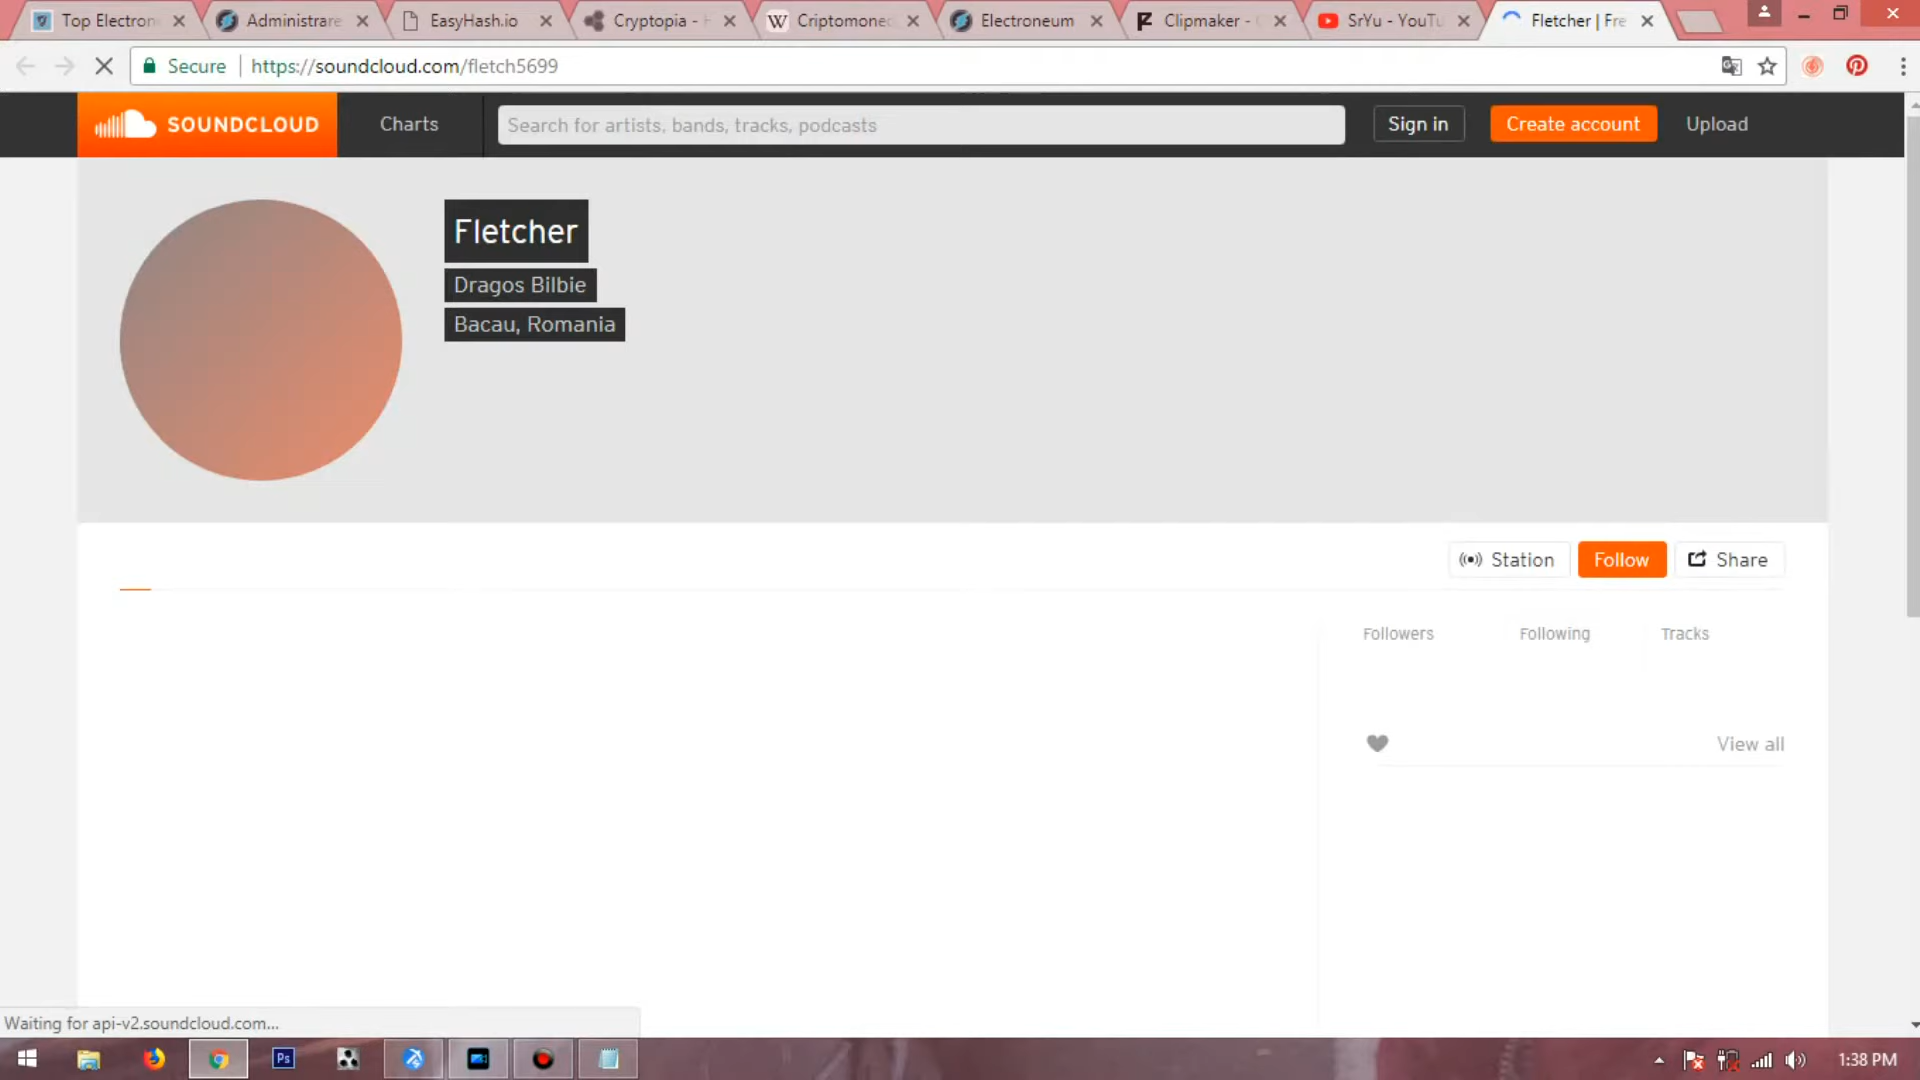 Top Electron
Administrare
EasyHash.io
Cryptopia - H
Criptomoned
Electroneum
Clipmaker -
SrYu - YouTu
Fletcher | Fre
Secure
https://soundcloud.com/fletch5699
SOUNDCLOUD
Charts
Search for artists, bands, tracks, podcasts
Sign in
Create account
Upload
Fletcher
Dragos Bilbie
Bacau, Romania
Station
Follow
Share
Followers
Following
Tracks
View all
Waiting for api-v2.soundcloud.com...
Ps
1:38 PM